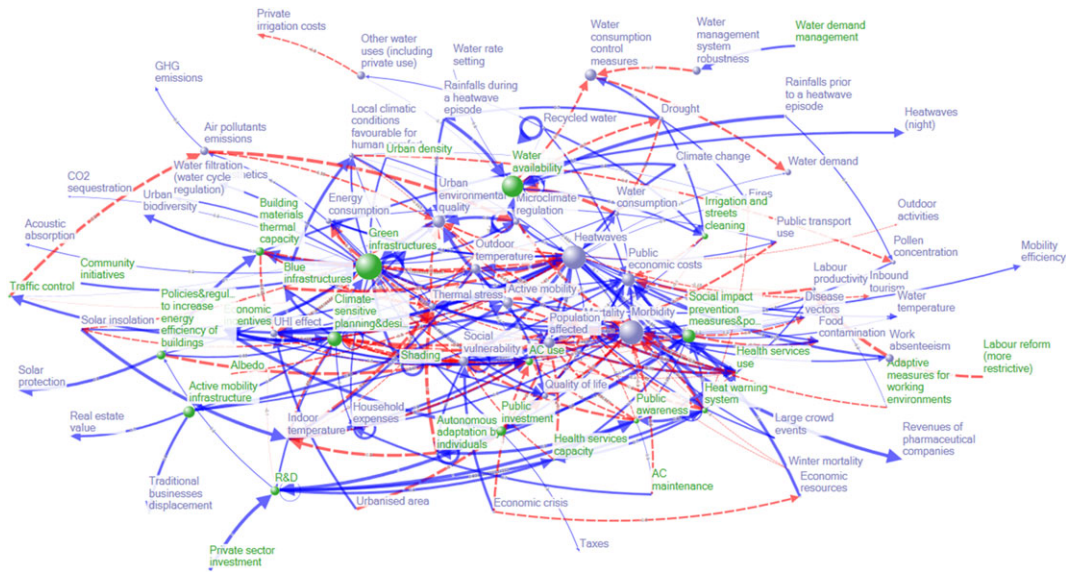 Private
irrigation costs
Other water
uses (including
private use)
Water rate
setting
Water
consumption
control
measures
Water
management
system
robustness
Water demand
management
GHG
emissions
Rainfalls during
a heatwave
episode
Rainfalls prior
to a heatwave
episode
Local climatic
conditions
favourable for
human
Recycled water
Drought
Heatwaves
(night)
Air pollutants
emissions
Urban density
Water
availability
Climate change
Water demand
Water filtration
(water cycle
regulation)
CO2
sequestration
Urban
biodiversity
Building
materials
thermal
capacity
Energy
consumption
Urban
environmental
quality
Microclimate
regulation
Water
consumption
Fires
Irrigation and
streets
cleaning
Public transport
use
Outdoor
activities
Acoustic
absorption
Green
infrastructures
Outdoor
temperature
Heatwaves
Public
economic costs
Pollen
concentration
Mobility
efficiency
Community
initiatives
Blue
infrastructures
Traffic control
Policies&regul...
to increase
energy
efficiency of
buildings
Climate-
sensitive
planning&desi...
Thermal stress
Active mobility
Social impact
prevention
measures&po...
Labour
productivity
Inbound
tourism
Disease
vectors
Water
temperature
Solar insolation
UHI effect
Population
affected
Morbidity
Food
contamination
Work
absenteeism
Labour reform
(more
restrictive)
Albedo
Shading
Social
vulnerability
AC use
Health services
use
Adaptive
measures for
working
environments
Solar
protection
Active mobility
infrastructure
Quality of life
Heat warning
system
Real estate
value
Indoor
temperature
Household
expenses
Autonomous
adaptation by
individuals
Public
investment
Public
awareness
Large crowd
events
Revenues of
pharmaceutical
companies
Health services
capacity
Winter mortality
Traditional
businesses
displacement
R&D
AC
maintenance
Economic
resources
Urbanised area
Economic crisis
Private sector
investment
Taxes